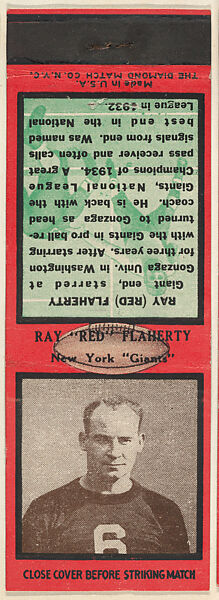 Made in U.S.A.
THE DIAMOND MATCH CO. N.Y.C.
RAY (RED) FLAHERTY
Giant end, starred at
Gonzaga Univ. in Washington
for three years. After starring
with the Giants in pro ball re-
turned to Gonzaga as head
coach. He is back with the
Giants, National League
Champions of 1934. A great
pass receiver and often calls
signals from end. Was named
best end in the National
League in 1932.
RAY "RED" FLAHERTY
New York "Giants"
6
CLOSE COVER BEFORE STRIKING MATCH